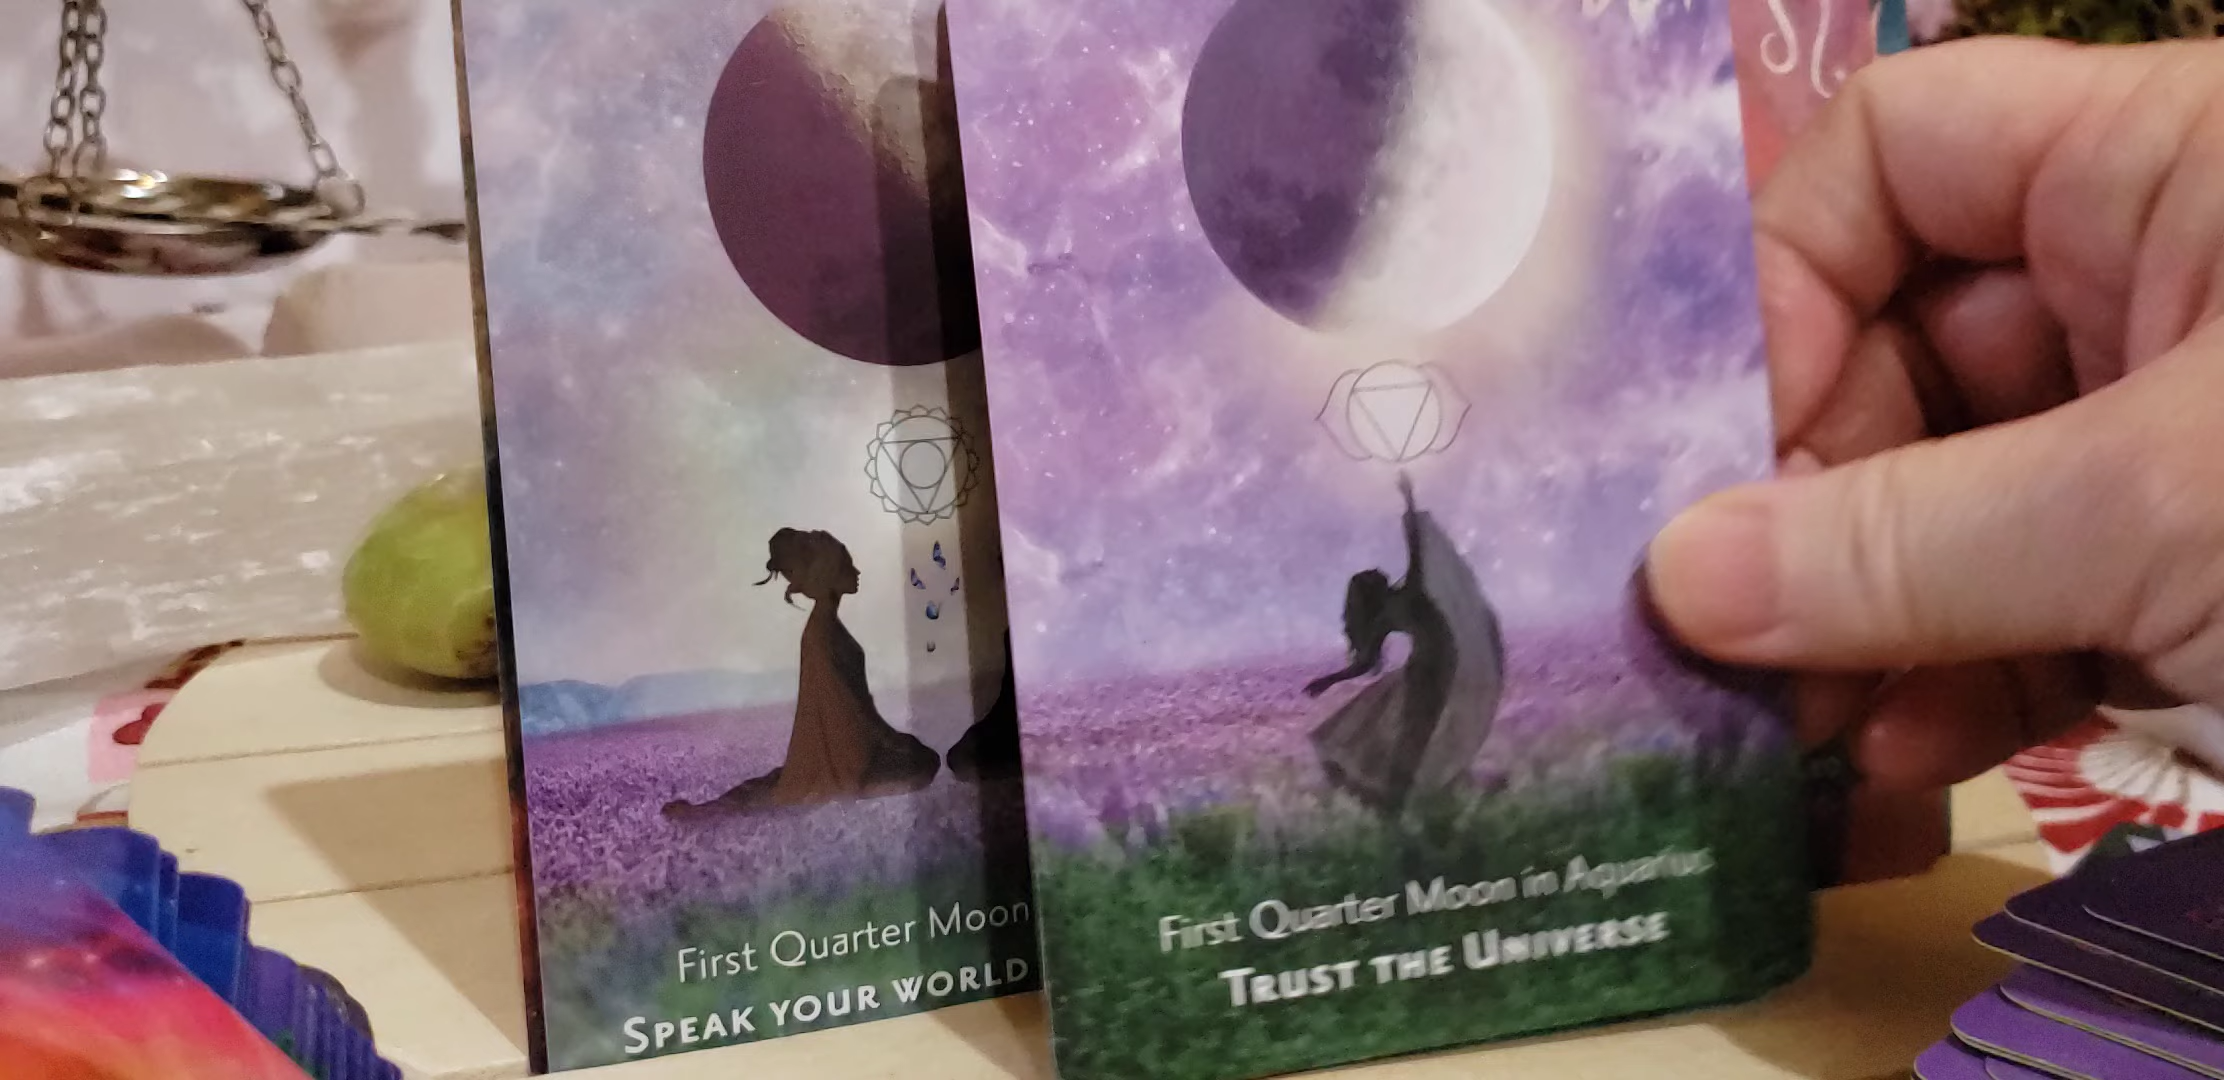 First Quarter Moon
SPEAK YOUR WORLD
First Quarter Moon in Aquarius
TRUST THE UNIVERSE